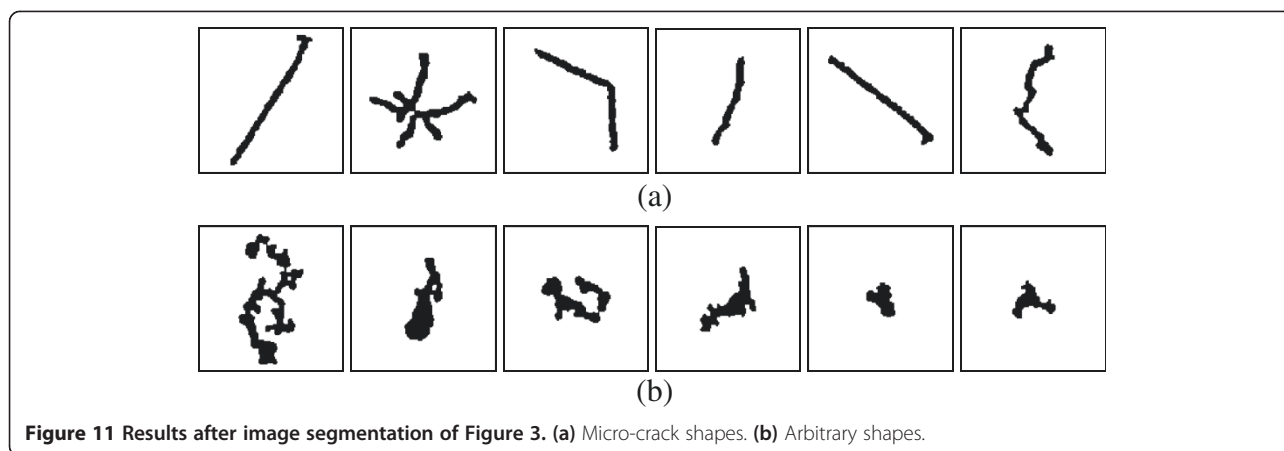 (a)
(b)
Figure 11 Results after image segmentation of Figure 3. (a) Micro-crack shapes. (b) Arbitrary shapes.